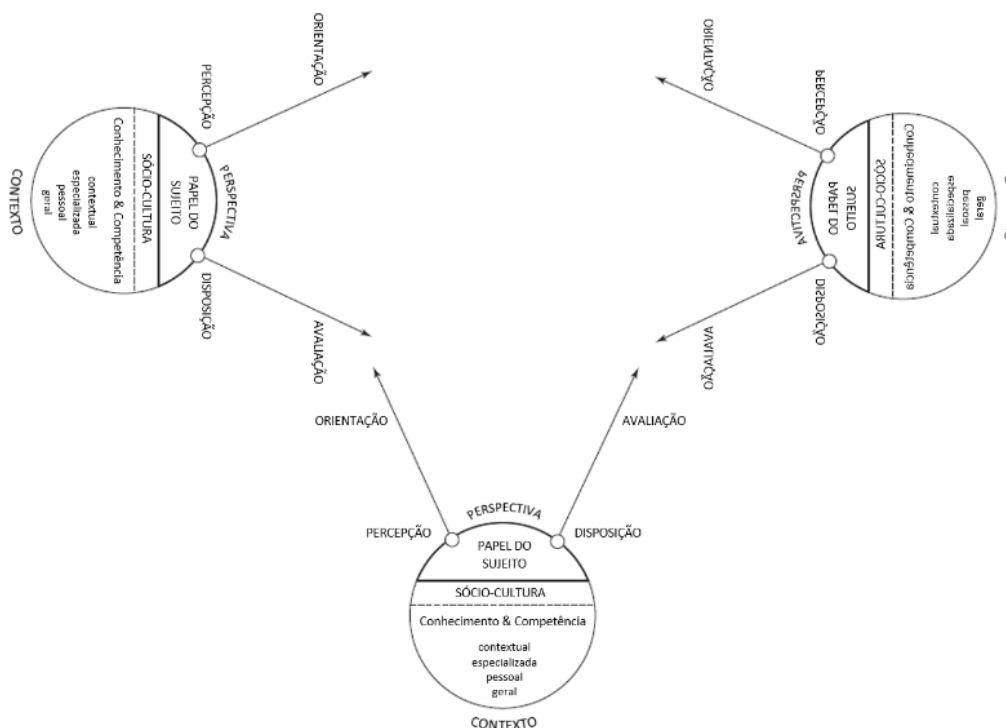 ORIENTAÇÃO
PERCEPÇÃO
PERSPECTIVA
PAPEL DO
SUJEITO
SÓCIO-CULTURA
Conhecimento & Competência
contextual
especializada
pessoal
geral
CONTEXTO
DISPOSIÇÃO
AVALIAÇÃO
ORIENTAÇÃO
PERCEPÇÃO
PERSPECTIVA
PAPEL DO
SUJEITO
SÓCIO-CULTURA
Conhecimento & Competência
contextual
especializada
pessoal
geral
DISPOSIÇÃO
AVALIAÇÃO
ORIENTAÇÃO
AVALIAÇÃO
PERCEPÇÃO
PERSPECTIVA
DISPOSIÇÃO
PAPEL DO
SUJEITO
SÓCIO-CULTURA
Conhecimento & Competência
contextual
especializada
pessoal
geral
CONTEXTO